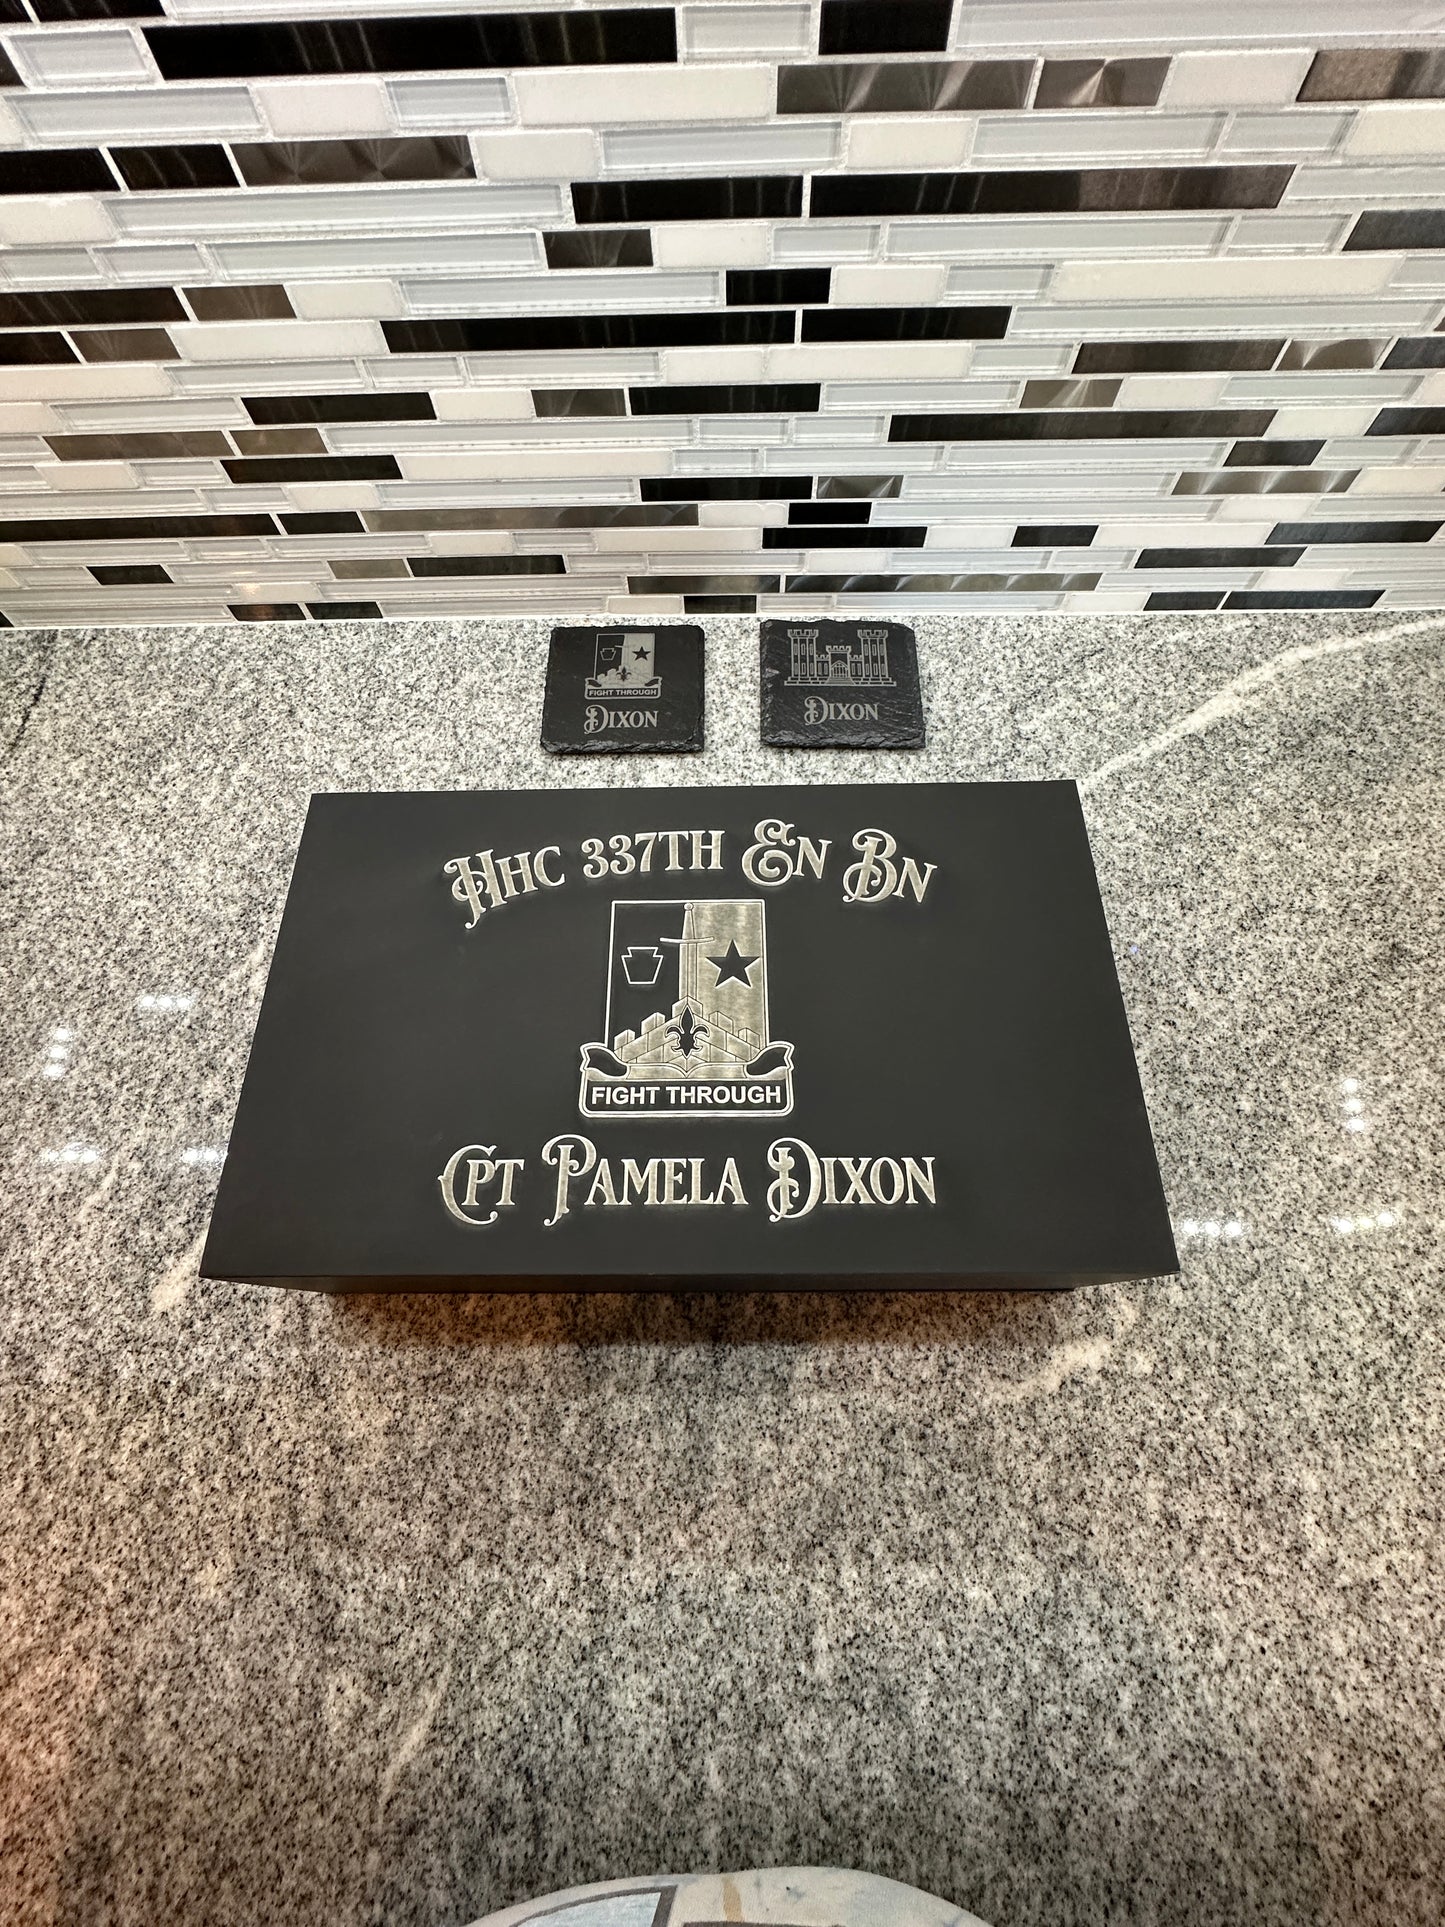 FIGHT THROUGH
Dixon
Dixon
Hhc 337th En Bn
FIGHT THROUGH
Cpt Pamela Dixon